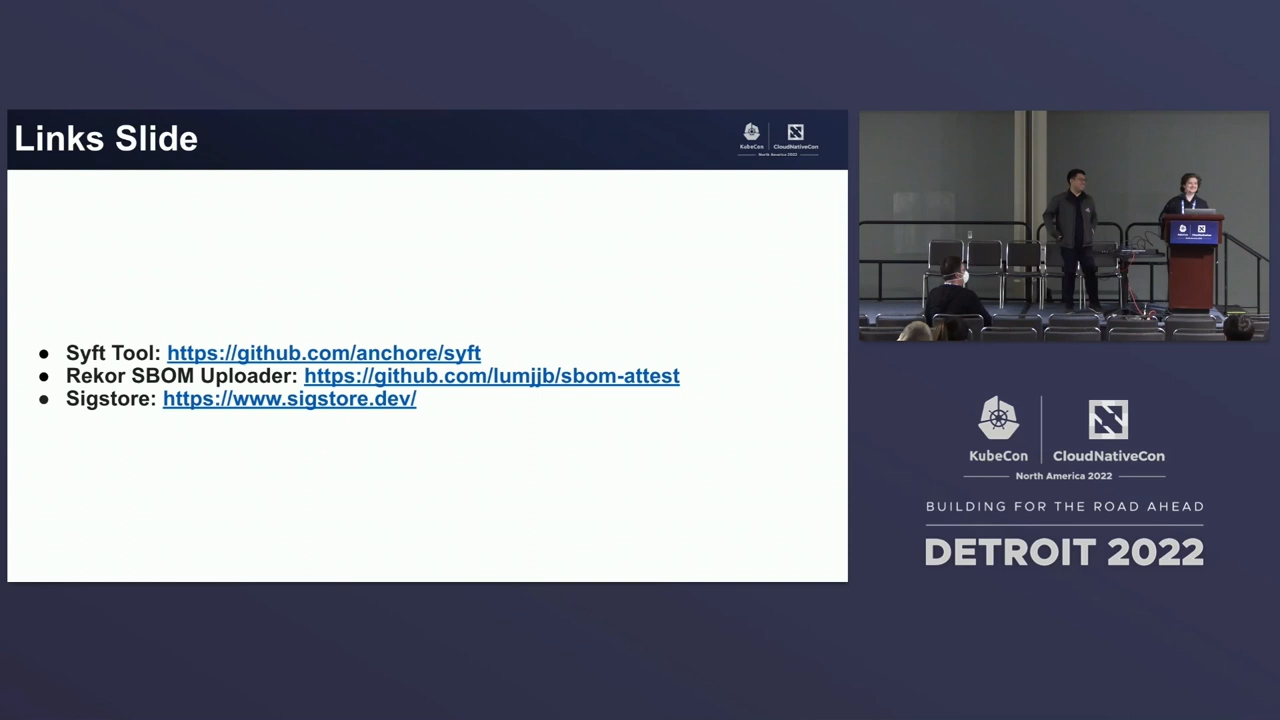 Links Slide
KubeCon
CloudNativeCon
North America 2022
● Syft Tool: https://github.com/anchore/syft
● Rekor SBOM Uploader: https://github.com/lumjjb/sbom-attest
● Sigstore: https://www.sigstore.dev/
KubeCon
CloudNativeCon
North America 2022
BUILDING FOR THE ROAD AHEAD
DETROIT 2022